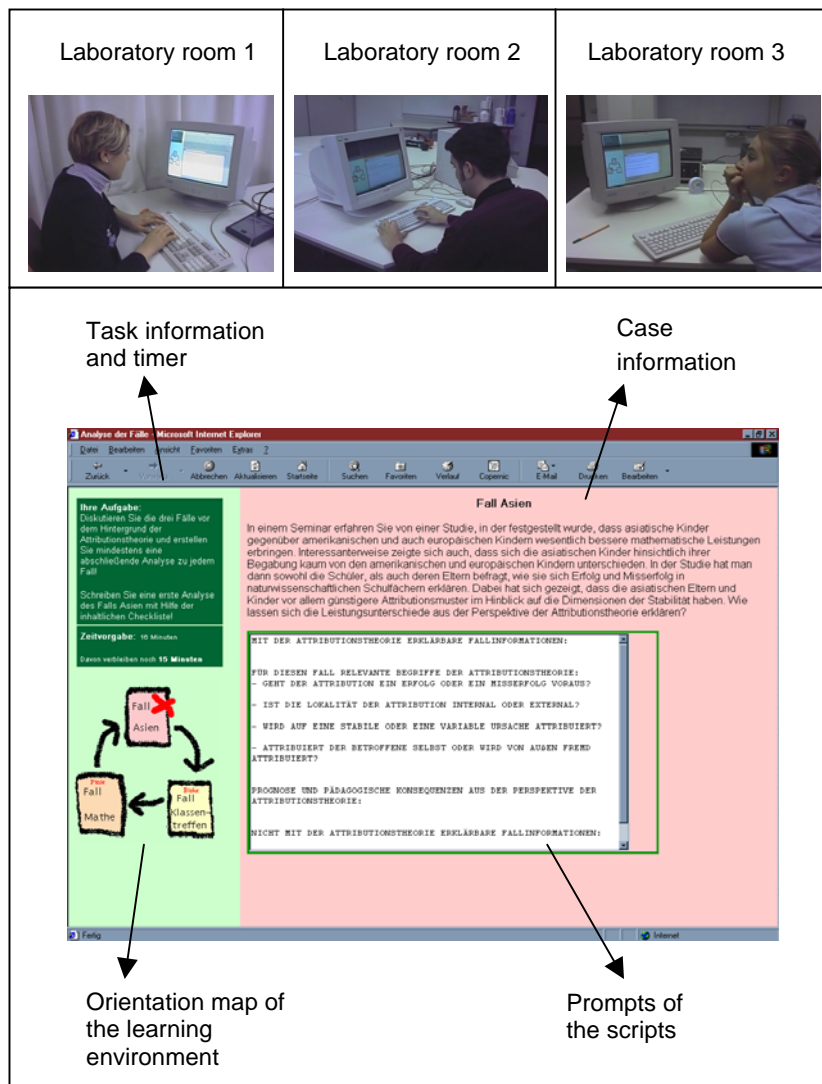 Laboratory room 1
Laboratory room 2
Laboratory room 3
Task information
and timer
Case
information
Analyse der Fälle - Microsoft Internet Explorer
Datei Bearbeiten Ansicht Favoriten Extras ?
Zurück Abbrechen Aktualisieren Startseite Suchen Favoriten Verlauf Copernic E-Mail Drucken Bearbeiten
Ihre Aufgabe:
Diskutieren Sie die drei Fälle vor
dem Hintergrund der
Attributionstheorie und erstellen
Sie mindestens eine
abschließende Analyse zu jedem
Fall!
Schreiben Sie eine erste Analyse
des Falls Asien mit Hilfe der
inhaltlichen Checkliste!
Zeitvorgabe: 16 Minuten
Davon verbleiben noch 15 Minuten
Fall
Asien
Fall
Mathe
Fall
Klassen-
treffen
Fall Asien
In einem Seminar erfahren Sie von einer Studie, in der festgestellt wurde, dass asiatische Kinder
gegenüber amerikanischen und auch europäischen Kindern wesentlich bessere mathematische Leistungen
erbringen. Interessanterweise zeigte sich auch, dass sich die asiatischen Kinder hinsichtlich ihrer
Begabung kaum von den amerikanischen und europäischen Kindern unterschieden. In der Studie hat man
dann sowohl die Schüler, als auch deren Eltern befragt, wie sie sich Erfolg und Misserfolg in
naturwissenschaftlichen Schulfächern erklären. Dabei hat sich gezeigt, dass die asiatischen Eltern und
Kinder vor allem günstigere Attributionsmuster im Hinblick auf die Dimensionen der Stabilität haben. Wie
lassen sich die Leistungsunterschiede aus der Perspektive der Attributionstheorie erklären?
MIT DER ATTRIBUTIONSTHEORIE ERKLÄRBARE FALLINFORMATIONEN:
FÜR DIESEN FALL RELEVANTE BEGRIFFE DER ATTRIBUTIONSTHEORIE:
- GEHT DER ATTRIBUTION EIN ERFOLG ODER EIN MISSERFOLG VORAUS?
- IST DIE LOKALITÄT DER ATTRIBUTION INTERNAL ODER EXTERNAL?
- WIRD AUF EINE STABILE ODER EINE VARIABLE URSACHE ATTRIBUIERT?
- ATTRIBUIERT DER BETROFFENE SELBST ODER WIRD VON AUßEN FREMD
ATTRIBUIERT?
PROGNOSE UND PÄDAGOGISCHE KONSEQUENZEN AUS DER PERSPEKTIVE DER
ATTRIBUTIONSTHEORIE:
NICHT MIT DER ATTRIBUTIONSTHEORIE ERKLÄRBARE FALLINFORMATIONEN:
Fertig
Internet
Orientation map of
the learning
environment
Prompts of
the scripts